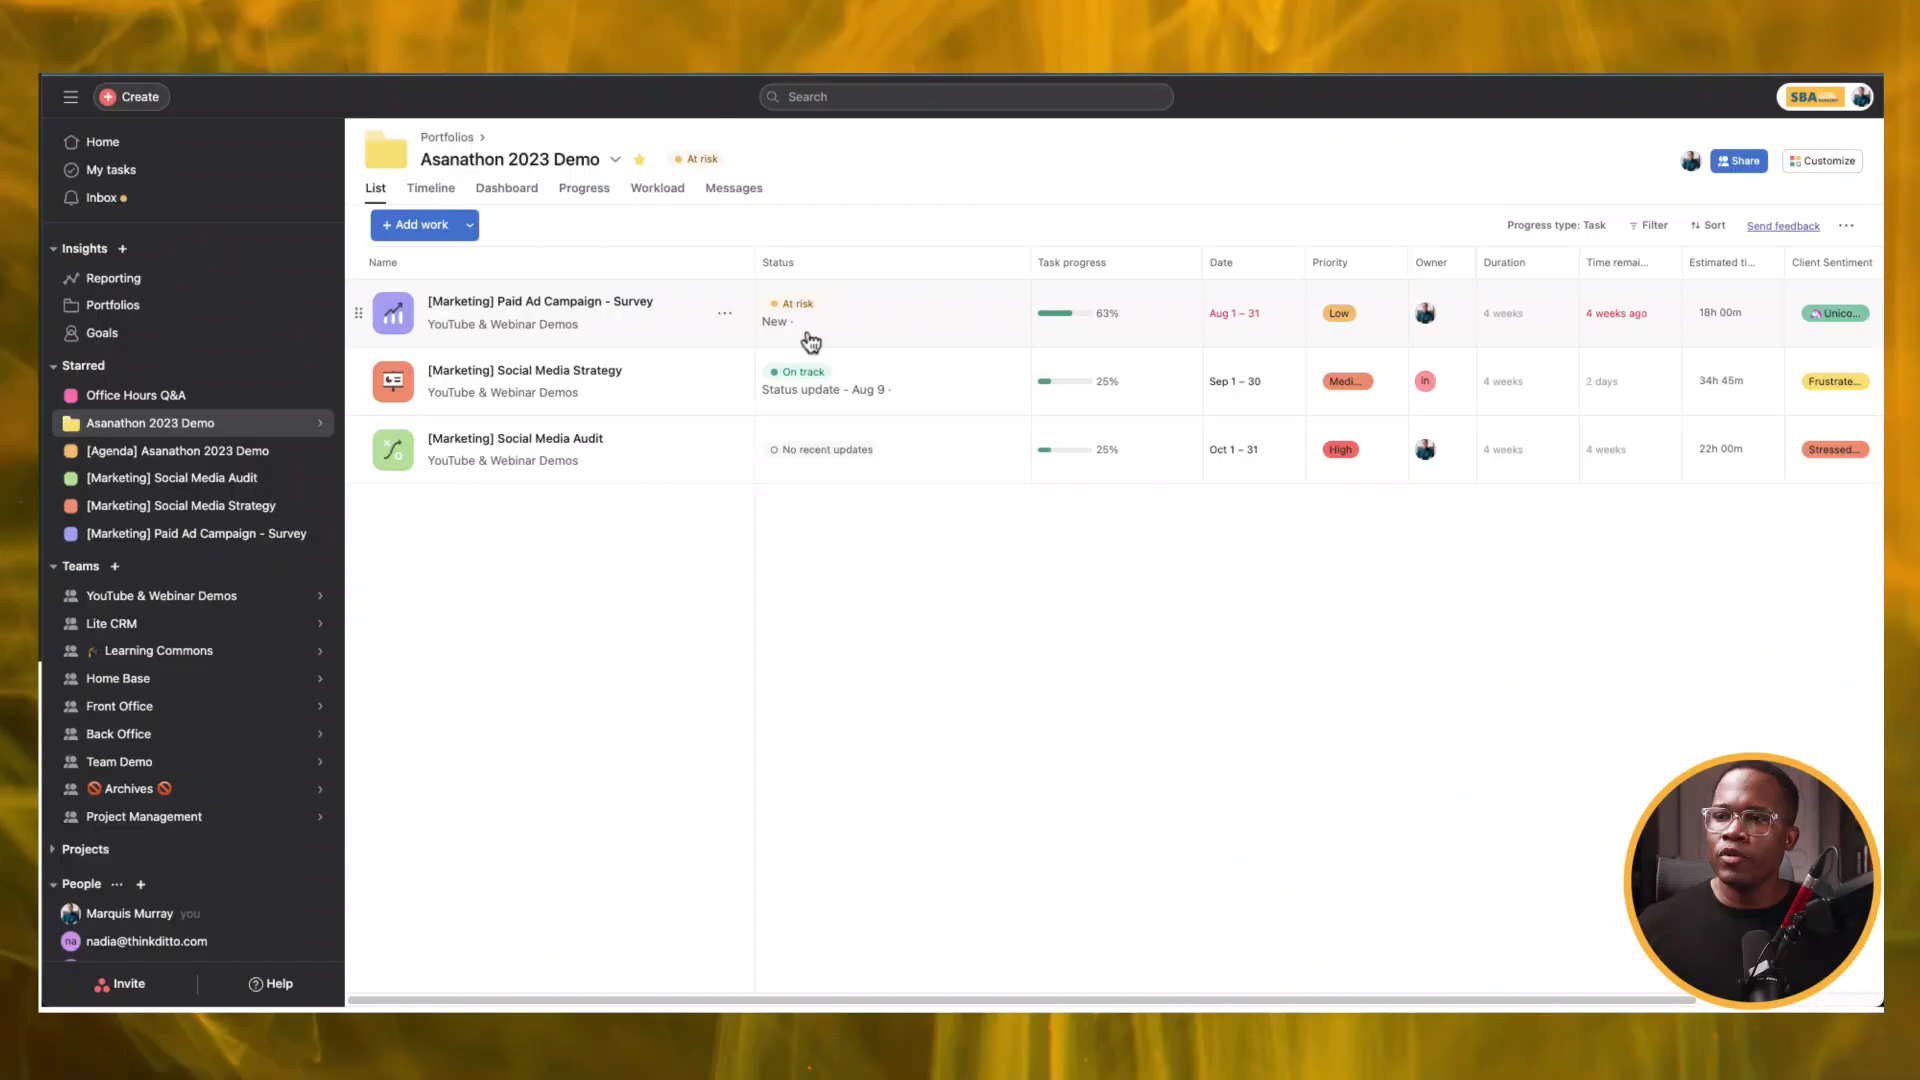 Create
Search
SBA
Home
My tasks
Inbox
Insights +
Reporting
Portfolios
Goals
Starred
Office Hours Q&A
Asanathon 2023 Demo
[Agenda] Asanathon 2023 Demo
[Marketing] Social Media Audit
[Marketing] Social Media Strategy
[Marketing] Paid Ad Campaign - Survey
Teams +
YouTube & Webinar Demos
Lite CRM
Learning Commons
Home Base
Front Office
Back Office
Team Demo
Archives
Project Management
Projects
People ... +
Marquis Murray you
na nadia@thinkditto.com
Invite
Help
Portfolios >
Asanathon 2023 Demo At risk
Share
Customize
List Timeline Dashboard Progress Workload Messages
+ Add work
Progress type: Task Filter Sort Send feedback ...
Name Status Task progress Date Priority Owner Duration Time remai... Estimated ti... Client Sentiment
[Marketing] Paid Ad Campaign - Survey
YouTube & Webinar Demos
...
At risk
New ·
63% Aug 1 – 31 Low 4 weeks 4 weeks ago 18h 00m Unico...
[Marketing] Social Media Strategy
YouTube & Webinar Demos
On track
Status update - Aug 9 ·
25% Sep 1 – 30 Medi... in 4 weeks 2 days 34h 45m Frustrate...
[Marketing] Social Media Audit
YouTube & Webinar Demos
No recent updates
25% Oct 1 – 31 High 4 weeks 4 weeks 22h 00m Stressed...